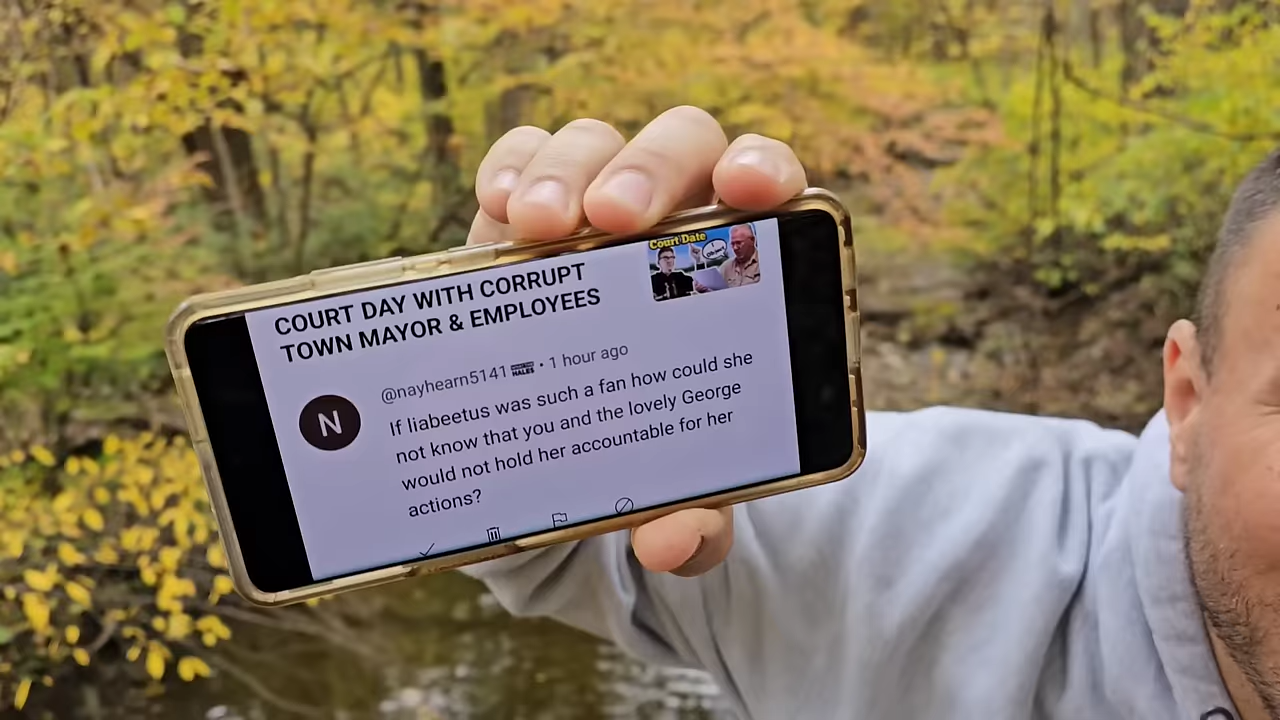 Court Date
COURT DAY WITH CORRUPT
TOWN MAYOR & EMPLOYEES
@nayhearn5141 • 1 hour ago
N
If liabeetus was such a fan how could she
not know that you and the lovely George
would not hold her accountable for her
actions?